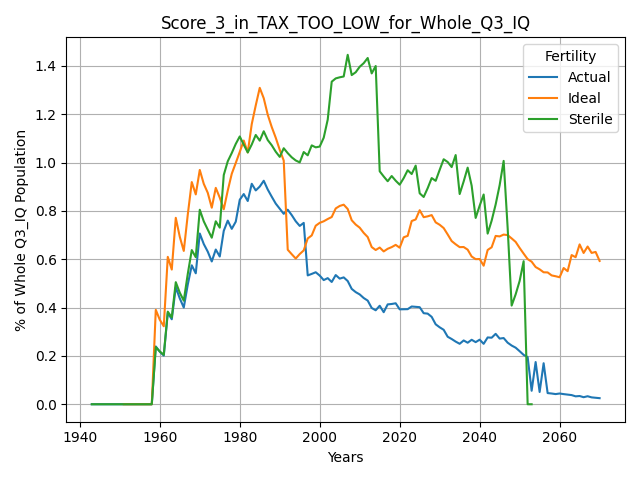 Score_3_in_TAX_TOO_LOW_for_Whole_Q3_IQ
Fertility
Actual
Ideal
Sterile
% of Whole Q3_IQ Population
1.4
1.2
1.0
0.8
0.6
0.4
0.2
0.0
1940 1960 1980 2000 2020 2040 2060
Years